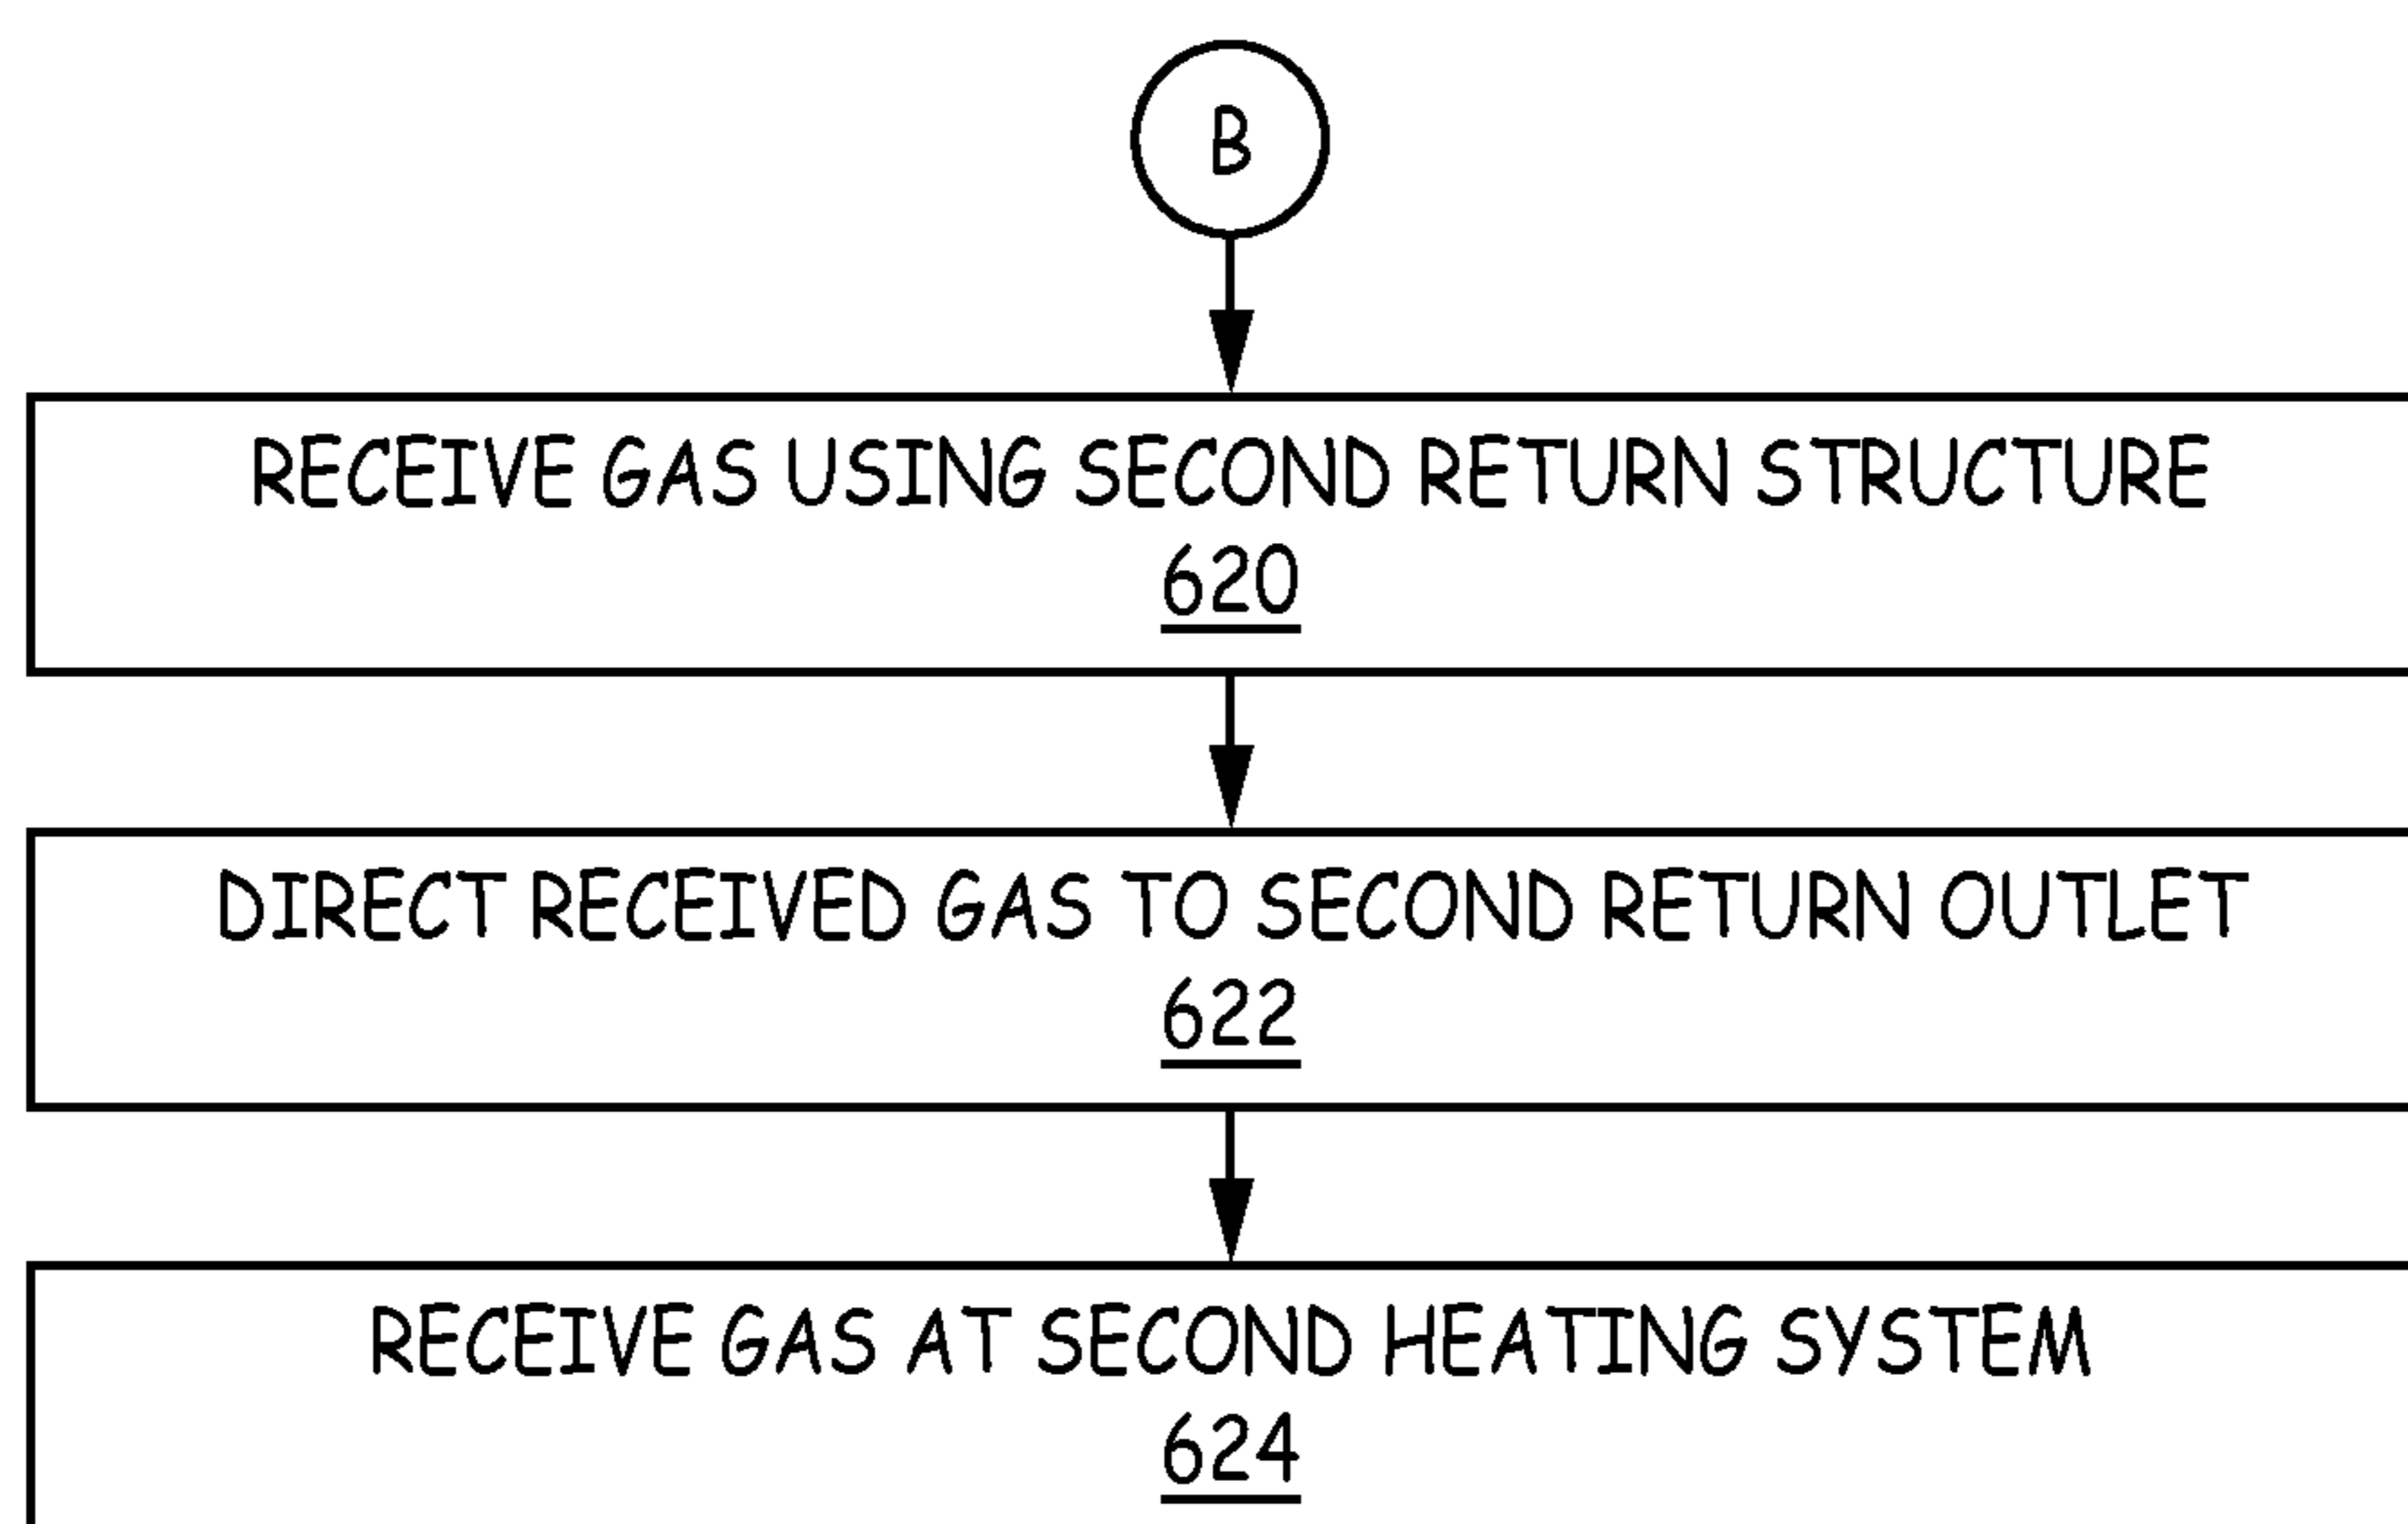 B
RECEIVE GAS USING SECOND RETURN STRUCTURE
620
DIRECT RECEIVED GAS TO SECOND RETURN OUTLET
622
RECEIVE GAS AT SECOND HEATING SYSTEM
624